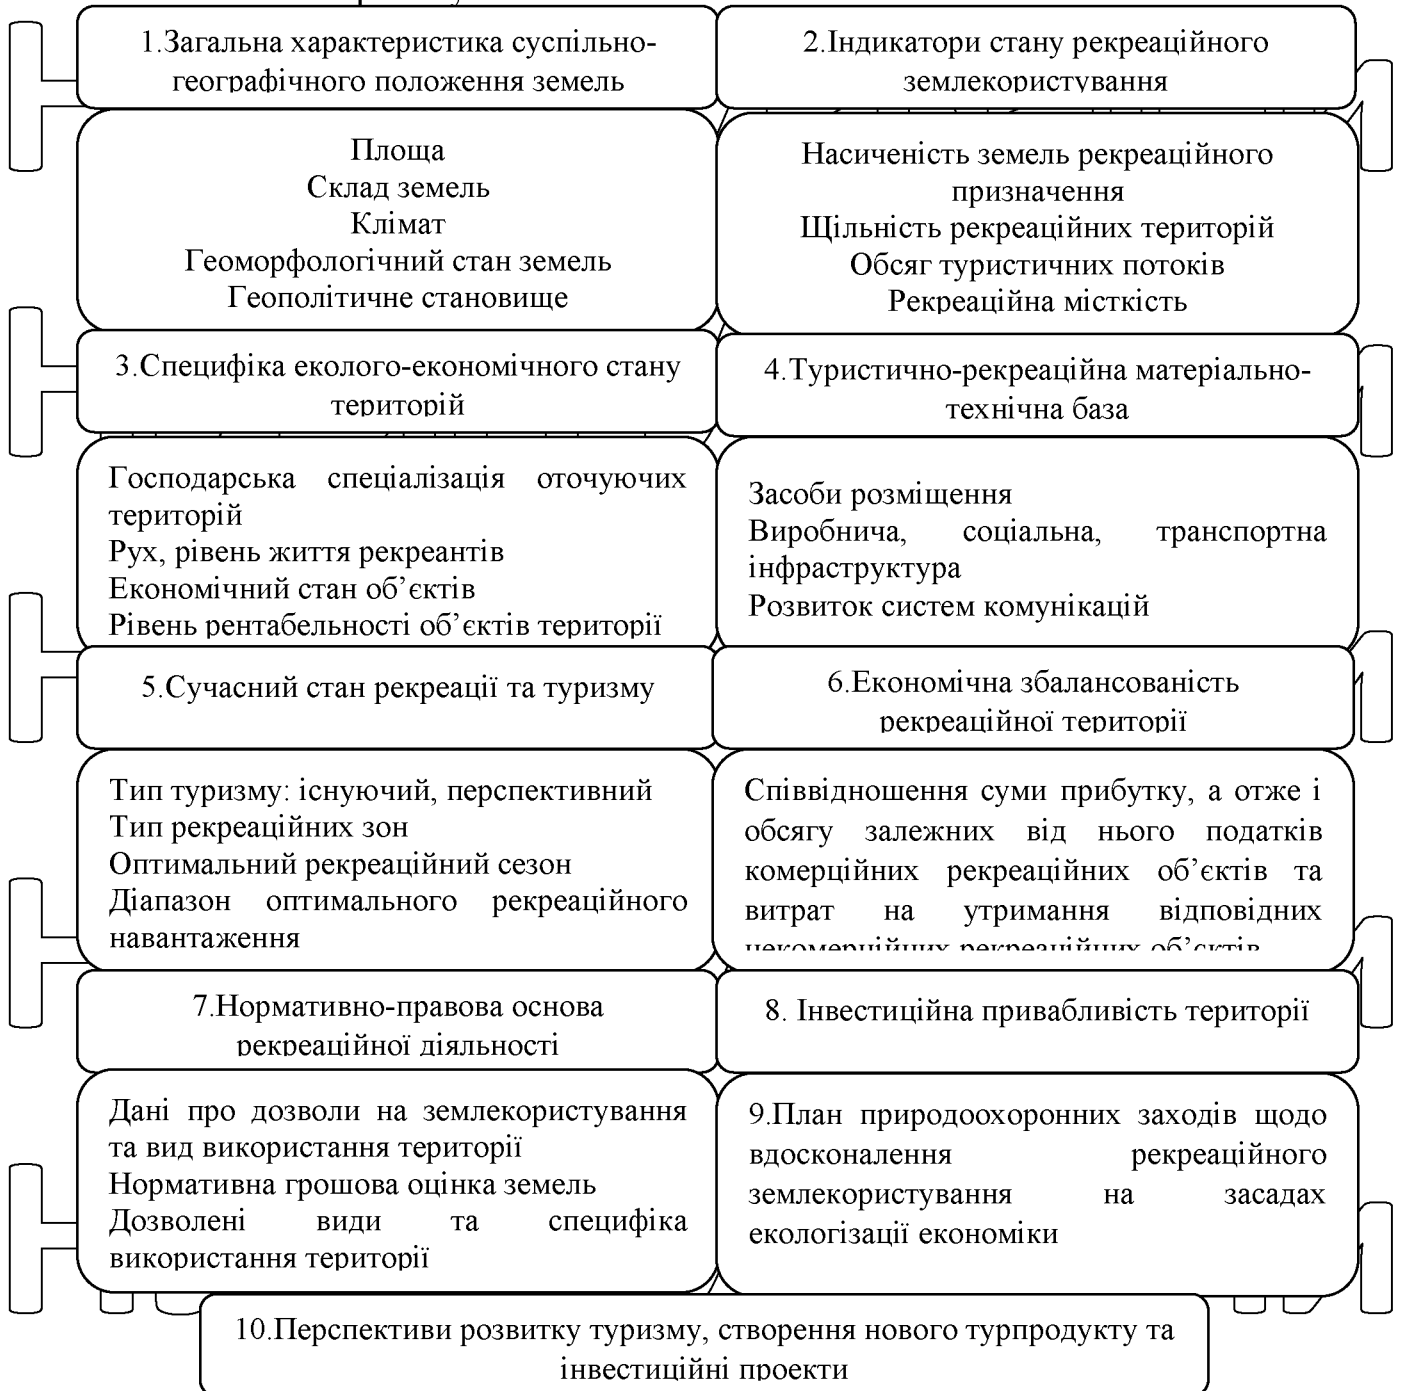 1.Загальна характеристика суспільно-
географічного положення земель
2.Індикатори стану рекреаційного
землекористування
Площа
Склад земель
Клімат
Геоморфологічний стан земель
Геополітичне становище
Насиченість земель рекреаційного
призначення
Щільність рекреаційних територій
Обсяг туристичних потоків
Рекреаційна місткість
3.Специфіка еколого-економічного стану
територій
4.Туристично-рекреаційна матеріально-
технічна база
Господарська спеціалізація оточуючих
територій
Рух, рівень життя рекреантів
Економічний стан об’єктів
Рівень рентабельності об’єктів території
Засоби розміщення
Виробнича, соціальна, транспортна
інфраструктура
Розвиток систем комунікацій
5.Сучасний стан рекреації та туризму
6.Економічна збалансованість
рекреаційної території
Тип туризму: існуючий, перспективний
Тип рекреаційних зон
Оптимальний рекреаційний сезон
Діапазон оптимального рекреаційного
навантаження
Співвідношення суми прибутку, а отже і
обсягу залежних від нього податків
комерційних рекреаційних об’єктів та
витрат на утримання відповідних
некомерційних рекреаційних об’єктів
7.Нормативно-правова основа
рекреаційної діяльності
8. Інвестиційна привабливість території
Дані про дозволи на землекористування
та вид використання території
Нормативна грошова оцінка земель
Дозволені види та специфіка
використання території
9.План природоохоронних заходів щодо
вдосконалення рекреаційного
землекористування на засадах
екологізації економіки
10.Перспективи розвитку туризму, створення нового турпродукту та
інвестиційні проекти